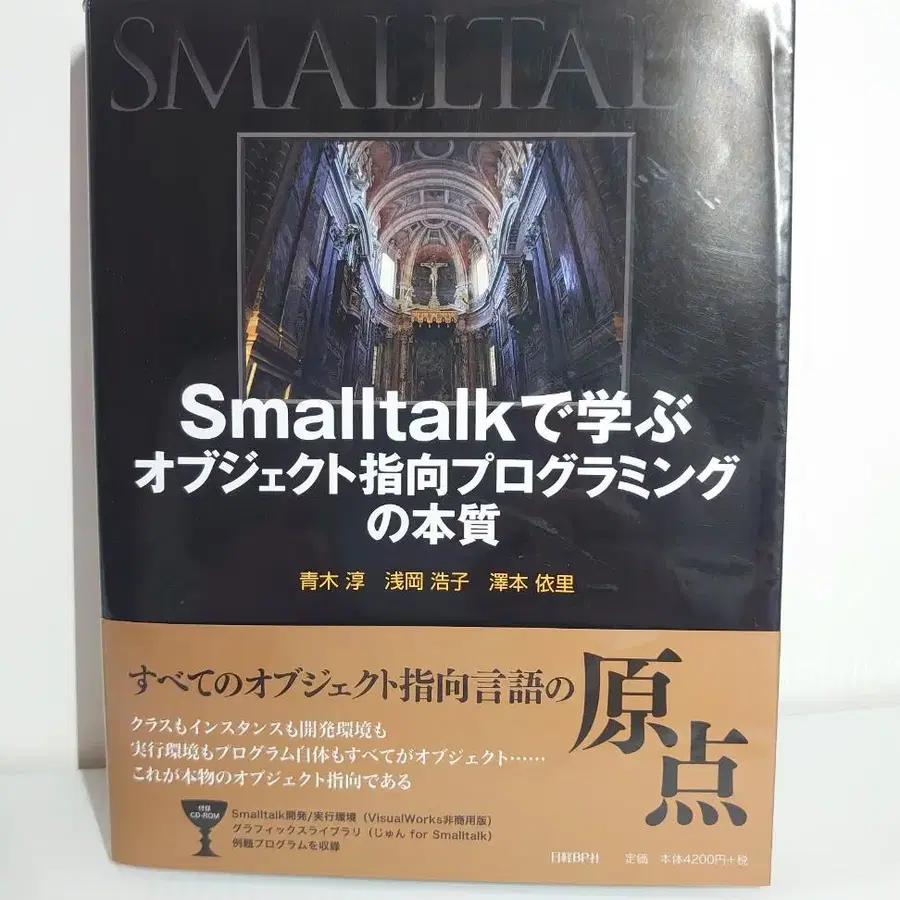 SMALLTAL
Smalltalkで学ぶ
オブジェクト指向プログラミング
の本質
青木 淳　浅岡 浩子　澤本 依里
すべてのオブジェクト指向言語の原点
クラスもインスタンスも開発環境も
実行環境もプログラム自体もすべてがオブジェクト……
これが本物のオブジェクト指向である
付録
CD-ROM
Smalltalk開発/実行環境（VisualWorks非商用版）
グラフィックスライブラリ（じゅん for Smalltalk）
例題プログラムを収録
日経BP社　定価　本体4200円+税